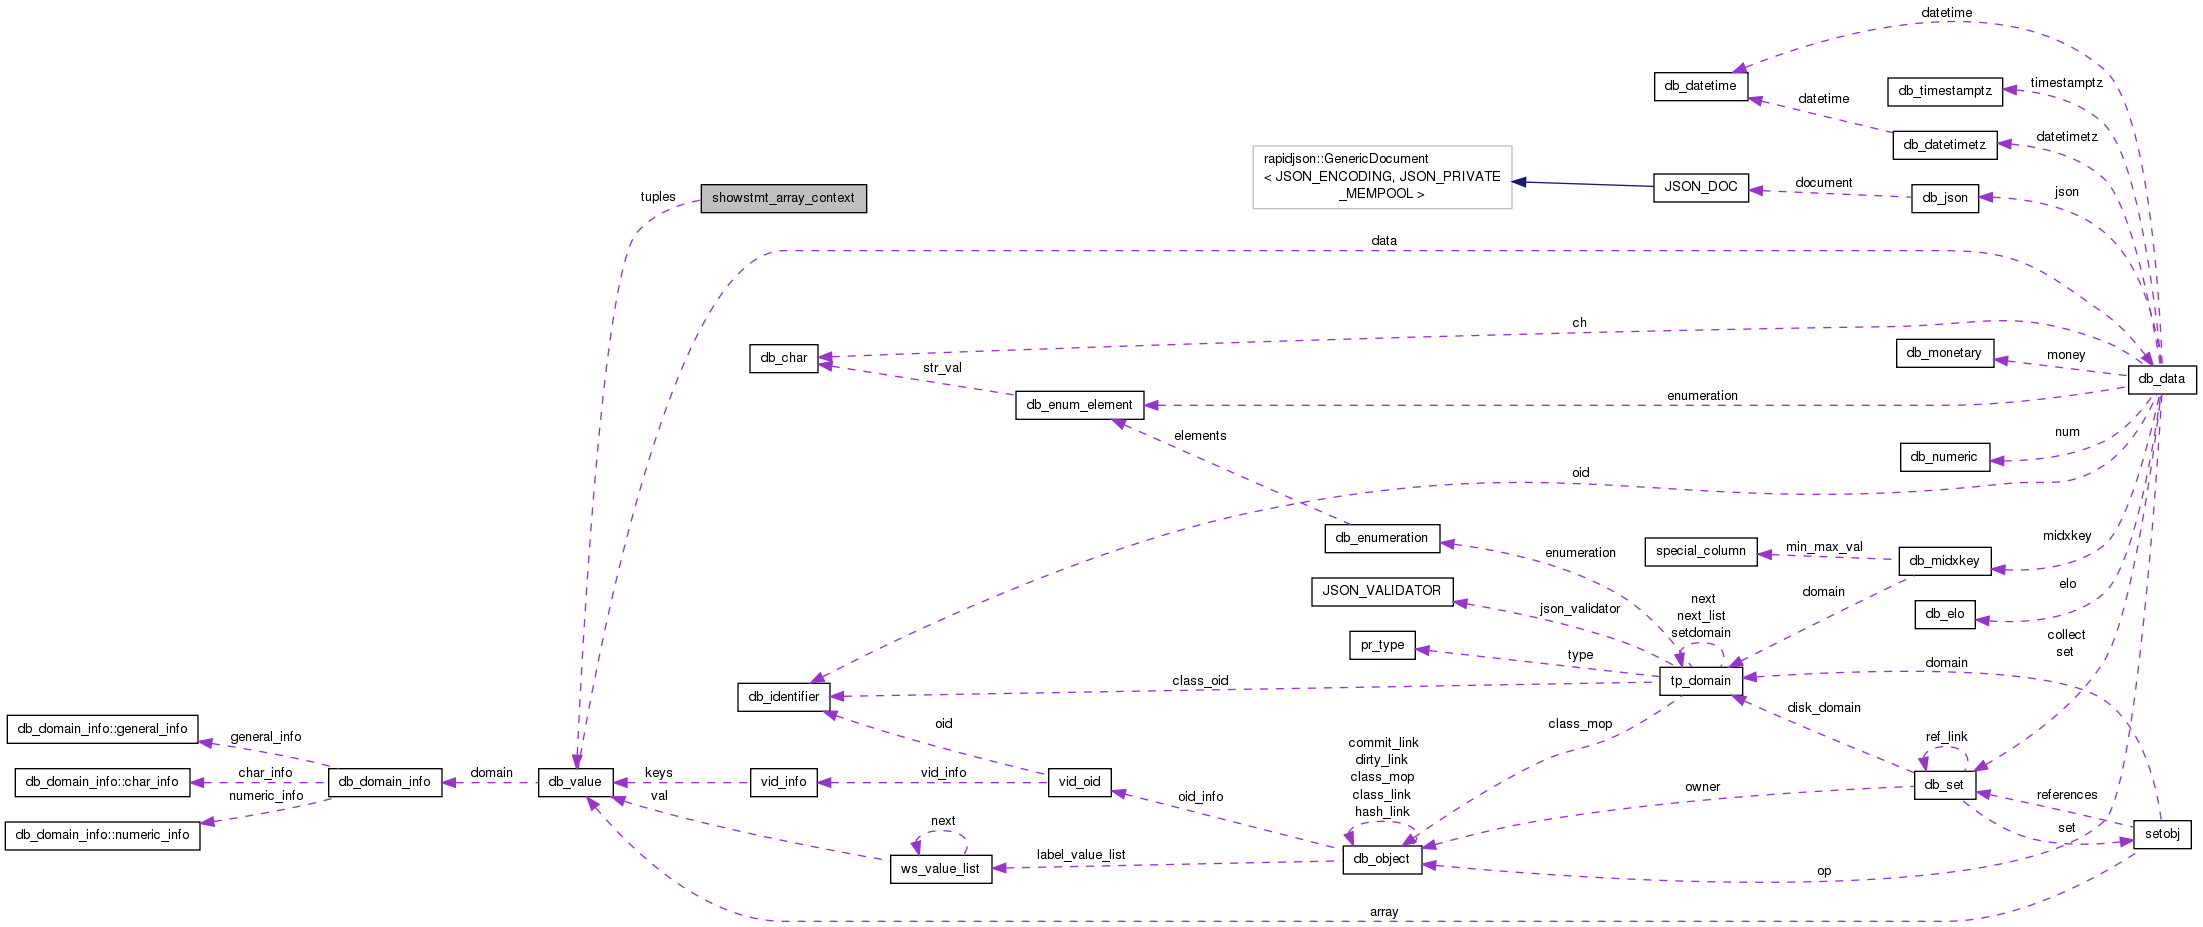 datetime
db_datetime
timestamptz
db_timestamptz
datetime
datetimetz
db_datetimetz
rapidjson::GenericDocument
< JSON_ENCODING, JSON_PRIVATE
_MEMPOOL >
JSON_DOC
document
db_json
json
tuples
showstmt_array_context
data
ch
db_char
str_val
db_monetary
money
db_data
db_enum_element
enumeration
elements
num
db_numeric
oid
db_enumeration
enumeration
special_column
min_max_val
db_midxkey
midxkey
JSON_VALIDATOR
json_validator
next
next_list
setdomain
domain
elo
db_elo
pr_type
type
collect
set
domain
tp_domain
class_oid
db_identifier
oid
class_mop
disk_domain
db_domain_info::general_info
general_info
ref_link
commit_link
dirty_link
class_mop
class_link
hash_link
db_domain_info::char_info
char_info
db_domain_info
domain
db_value
keys
vid_info
vid_info
vid_oid
oid_info
owner
db_set
references
numeric_info
val
db_domain_info::numeric_info
next
set
setobj
ws_value_list
label_value_list
db_object
op
array